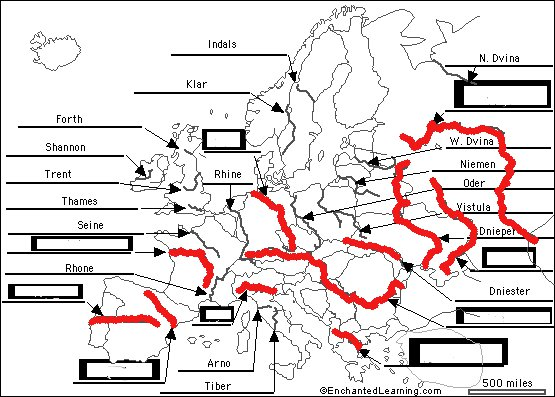 Indals
N. Dvina
Klar
Forth
Shannon
Trent
Rhine
W. Dvina
Niemen
Oder
Thames
Vistula
Seine
Dnieper
Rhone
Dniester
Arno
Tiber
©EnchantedLearning.com
500 miles